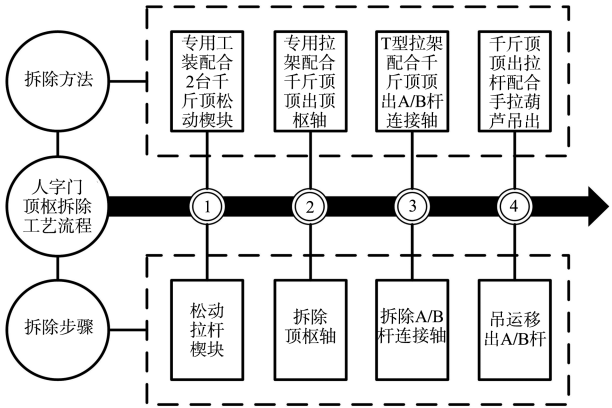 拆除方法
专用工
装配合
2台千
斤顶松
动楔块
专用拉
架配合
千斤顶
顶出顶
枢轴
T型拉架
配合千
斤顶顶
出A/B杆
连接轴
千斤顶
顶出拉
杆配合
手拉葫
芦吊出
人字门
顶枢拆除
工艺流程
1
2
3
4
拆除步骤
松动
拉杆
楔块
拆除
顶枢轴
拆除A/B
杆连接轴
吊运移
出A/B杆